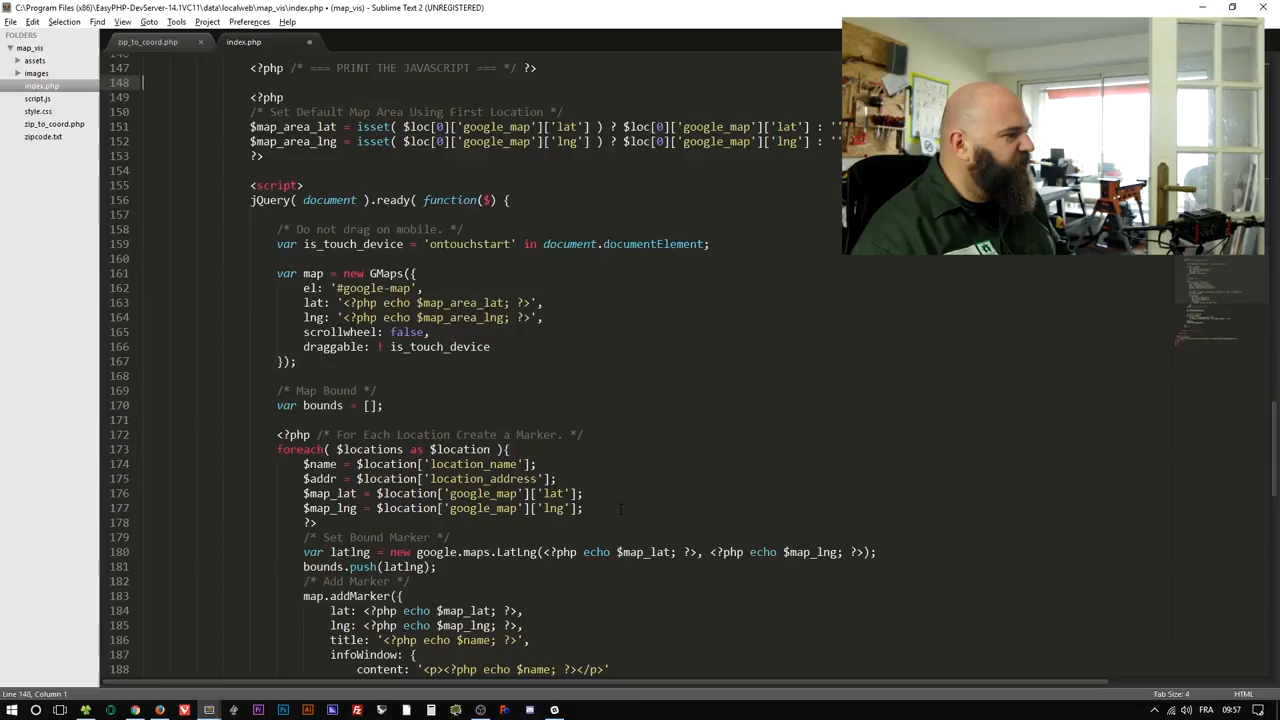 C:\Program Files (x86)\EasyPHP-DevServer-14.1VC11\data\localweb\map_vis\index.php • (map_vis) - Sublime Text 2 (UNREGISTERED)
File Edit Selection Find View Goto Tools Project Preferences Help
FOLDERS
map_vis
assets
images
index.php
script.js
style.css
zip_to_coord.php
zipcode.txt
zip_to_coord.php
index.php
146
147 <?php /* === PRINT THE JAVASCRIPT === */ ?>
148
149 <?php
150 /* Set Default Map Area Using First Location */
151 $map_area_lat = isset( $loc[0]['google_map']['lat'] ) ? $loc[0]['google_map']['lat'] : ''
152 $map_area_lng = isset( $loc[0]['google_map']['lng'] ) ? $loc[0]['google_map']['lng'] : ''
153 ?>
154
155 <script>
156 jQuery( document ).ready( function($) {
157
158 /* Do not drag on mobile. */
159 var is_touch_device = 'ontouchstart' in document.documentElement;
160
161 var map = new GMaps({
162 el: '#google-map',
163 lat: '<?php echo $map_area_lat; ?>',
164 lng: '<?php echo $map_area_lng; ?>',
165 scrollwheel: false,
166 draggable: ! is_touch_device
167 });
168
169 /* Map Bound */
170 var bounds = [];
171
172 <?php /* For Each Location Create a Marker. */
173 foreach( $locations as $location ){
174 $name = $location['location_name'];
175 $addr = $location['location_address'];
176 $map_lat = $location['google_map']['lat'];
177 $map_lng = $location['google_map']['lng'];
178 ?>
179 /* Set Bound Marker */
180 var latlng = new google.maps.LatLng(<?php echo $map_lat; ?>, <?php echo $map_lng; ?>);
181 bounds.push(latlng);
182 /* Add Marker */
183 map.addMarker({
184 lat: <?php echo $map_lat; ?>,
185 lng: <?php echo $map_lng; ?>,
186 title: '<?php echo $name; ?>',
187 infoWindow: {
188 content: '<p><?php echo $name; ?></p>'
Line 148, Column 1
Tab Size: 4
HTML
FRA
09:57